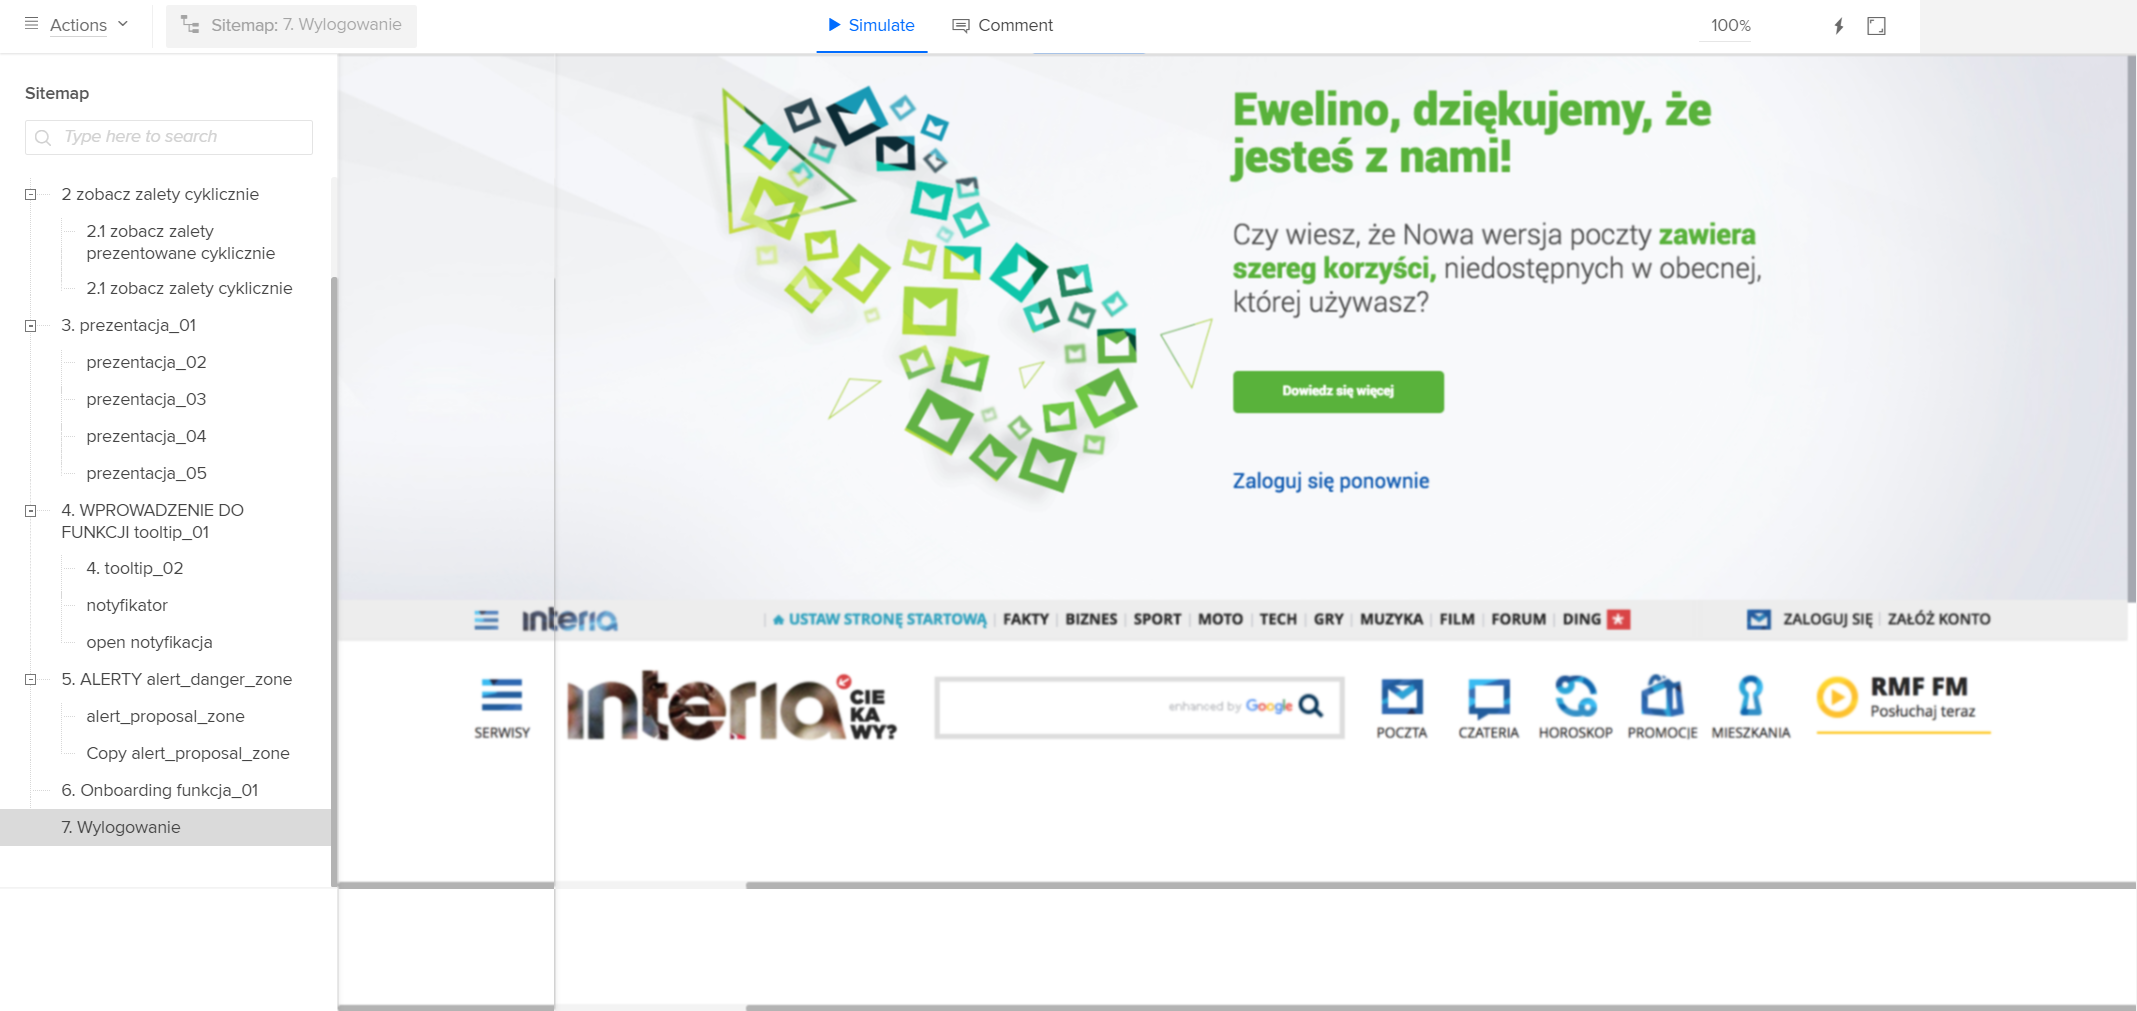 Actions
Sitemap: 7. Wylogowanie
Simulate
Comment
100%
Sitemap
Type here to search
2 zobacz zalety cyklicznie
2.1 zobacz zalety
prezentowane cyklicznie
2.1 zobacz zalety cyklicznie
3. prezentacja_01
prezentacja_02
prezentacja_03
prezentacja_04
prezentacja_05
4. WPROWADZENIE DO
FUNKCJI tooltip_01
4. tooltip_02
notyfikator
open notyfikacja
5. ALERTY alert_danger_zone
alert_proposal_zone
Copy alert_proposal_zone
6. Onboarding funkcja_01
7. Wylogowanie
Ewelino, dziękujemy, że
jesteś z nami!
Czy wiesz, że Nowa wersja poczty zawiera
szereg korzyści, niedostępnych w obecnej,
której używasz?
Dowiedz się więcej
Zaloguj się ponownie
interia | USTAW STRONĘ STARTOWĄ | FAKTY | BIZNES | SPORT | MOTO | TECH | GRY | MUZYKA | FILM | FORUM | DING ZALOGUJ SIĘ | ZAŁÓŻ KONTO
SERWISY
interia
CIE
KA
WY?
enhanced by Google
POCZTA
CZATERIA
HOROSKOP
PROMOCJE
MIESZKANIA
RMF FM
Posłuchaj teraz